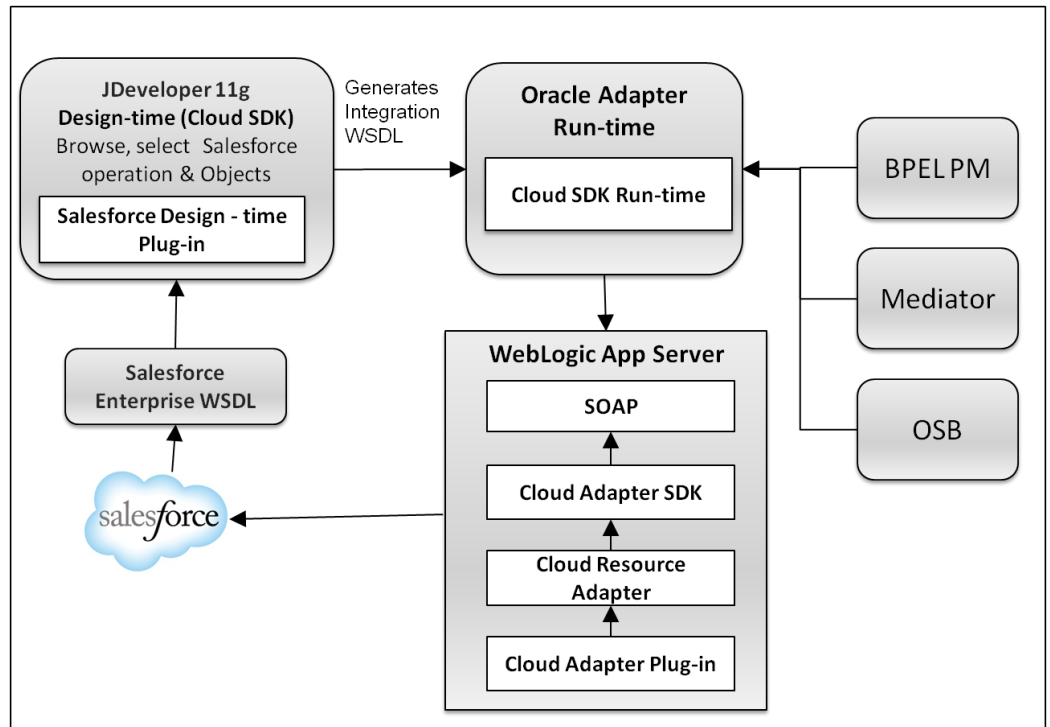 JDeveloper 11g
Design-time (Cloud SDK)
Browse, select Salesforce
operation & Objects
Salesforce Design - time
Plug-in
Generates
Integration
WSDL
Oracle Adapter
Run-time
Cloud SDK Run-time
BPEL PM
Mediator
OSB
Salesforce
Enterprise WSDL
salesforce
WebLogic App Server
SOAP
Cloud Adapter SDK
Cloud Resource
Adapter
Cloud Adapter Plug-in